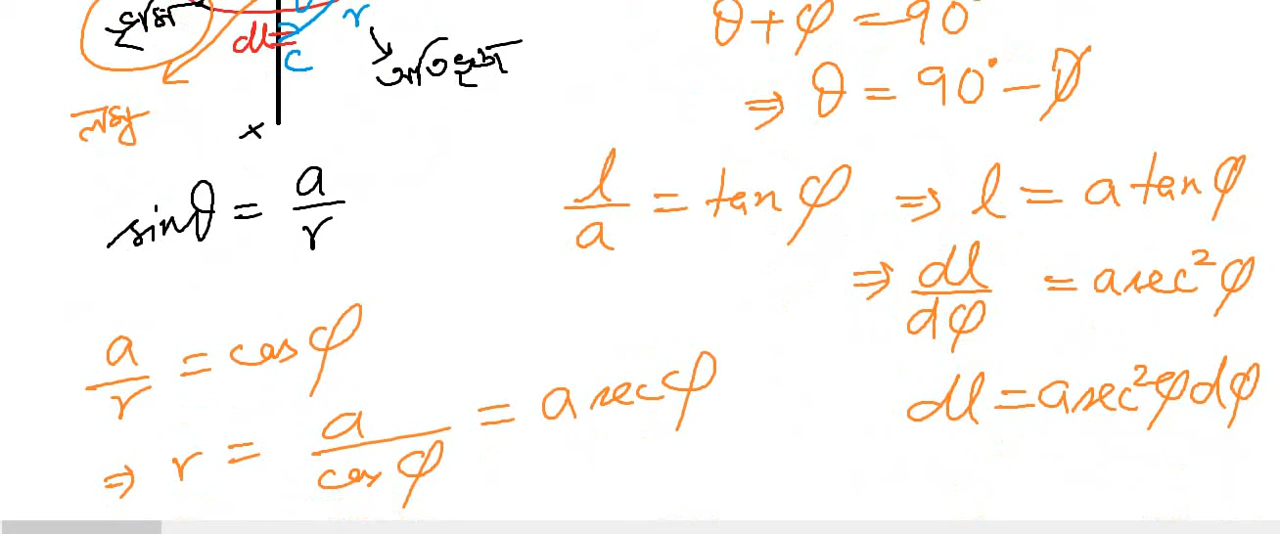 θ + φ = 90°
r
dl
c
অতিভূজ
⇒ θ = 90° − φ
লম্ব
x
sinθ = a/r
l/a = tanφ ⇒ l = a tanφ
⇒ dl/dφ = a sec²φ
a/r = cosφ
dl = a sec²φ dφ
⇒ r = a/cosφ = a secφ